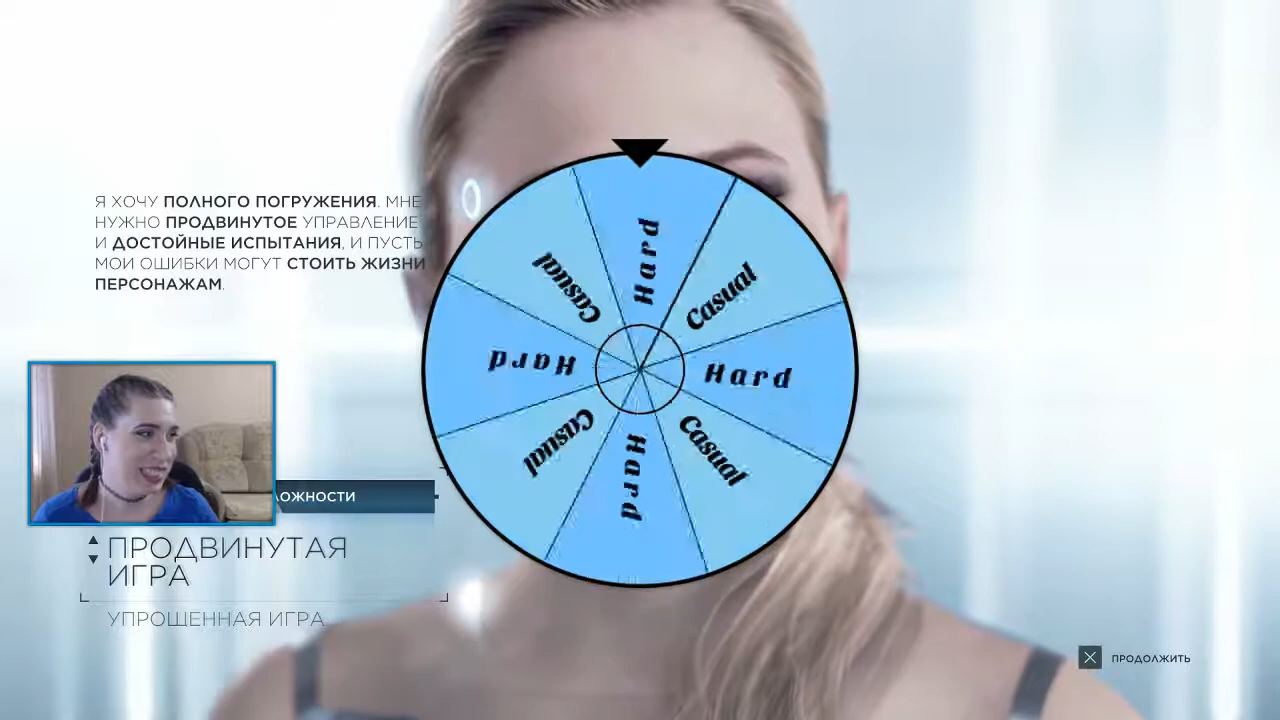 Я ХОЧУ ПОЛНОГО ПОГРУЖЕНИЯ. МНЕ
НУЖНО ПРОДВИНУТОЕ УПРАВЛЕНИЕ
И ДОСТОЙНЫЕ ИСПЫТАНИЯ, И ПУСТЬ
МОИ ОШИБКИ МОГУТ СТОИТЬ ЖИЗНИ
ПЕРСОНАЖАМ.
Hard
Casual
Hard
Casual
Hard
Casual
Hard
Casual
ОЖНОСТИ
ПРОДВИНУТАЯ
ИГРА
УПРОЩЕННАЯ ИГРА
ПРОДОЛЖИТЬ